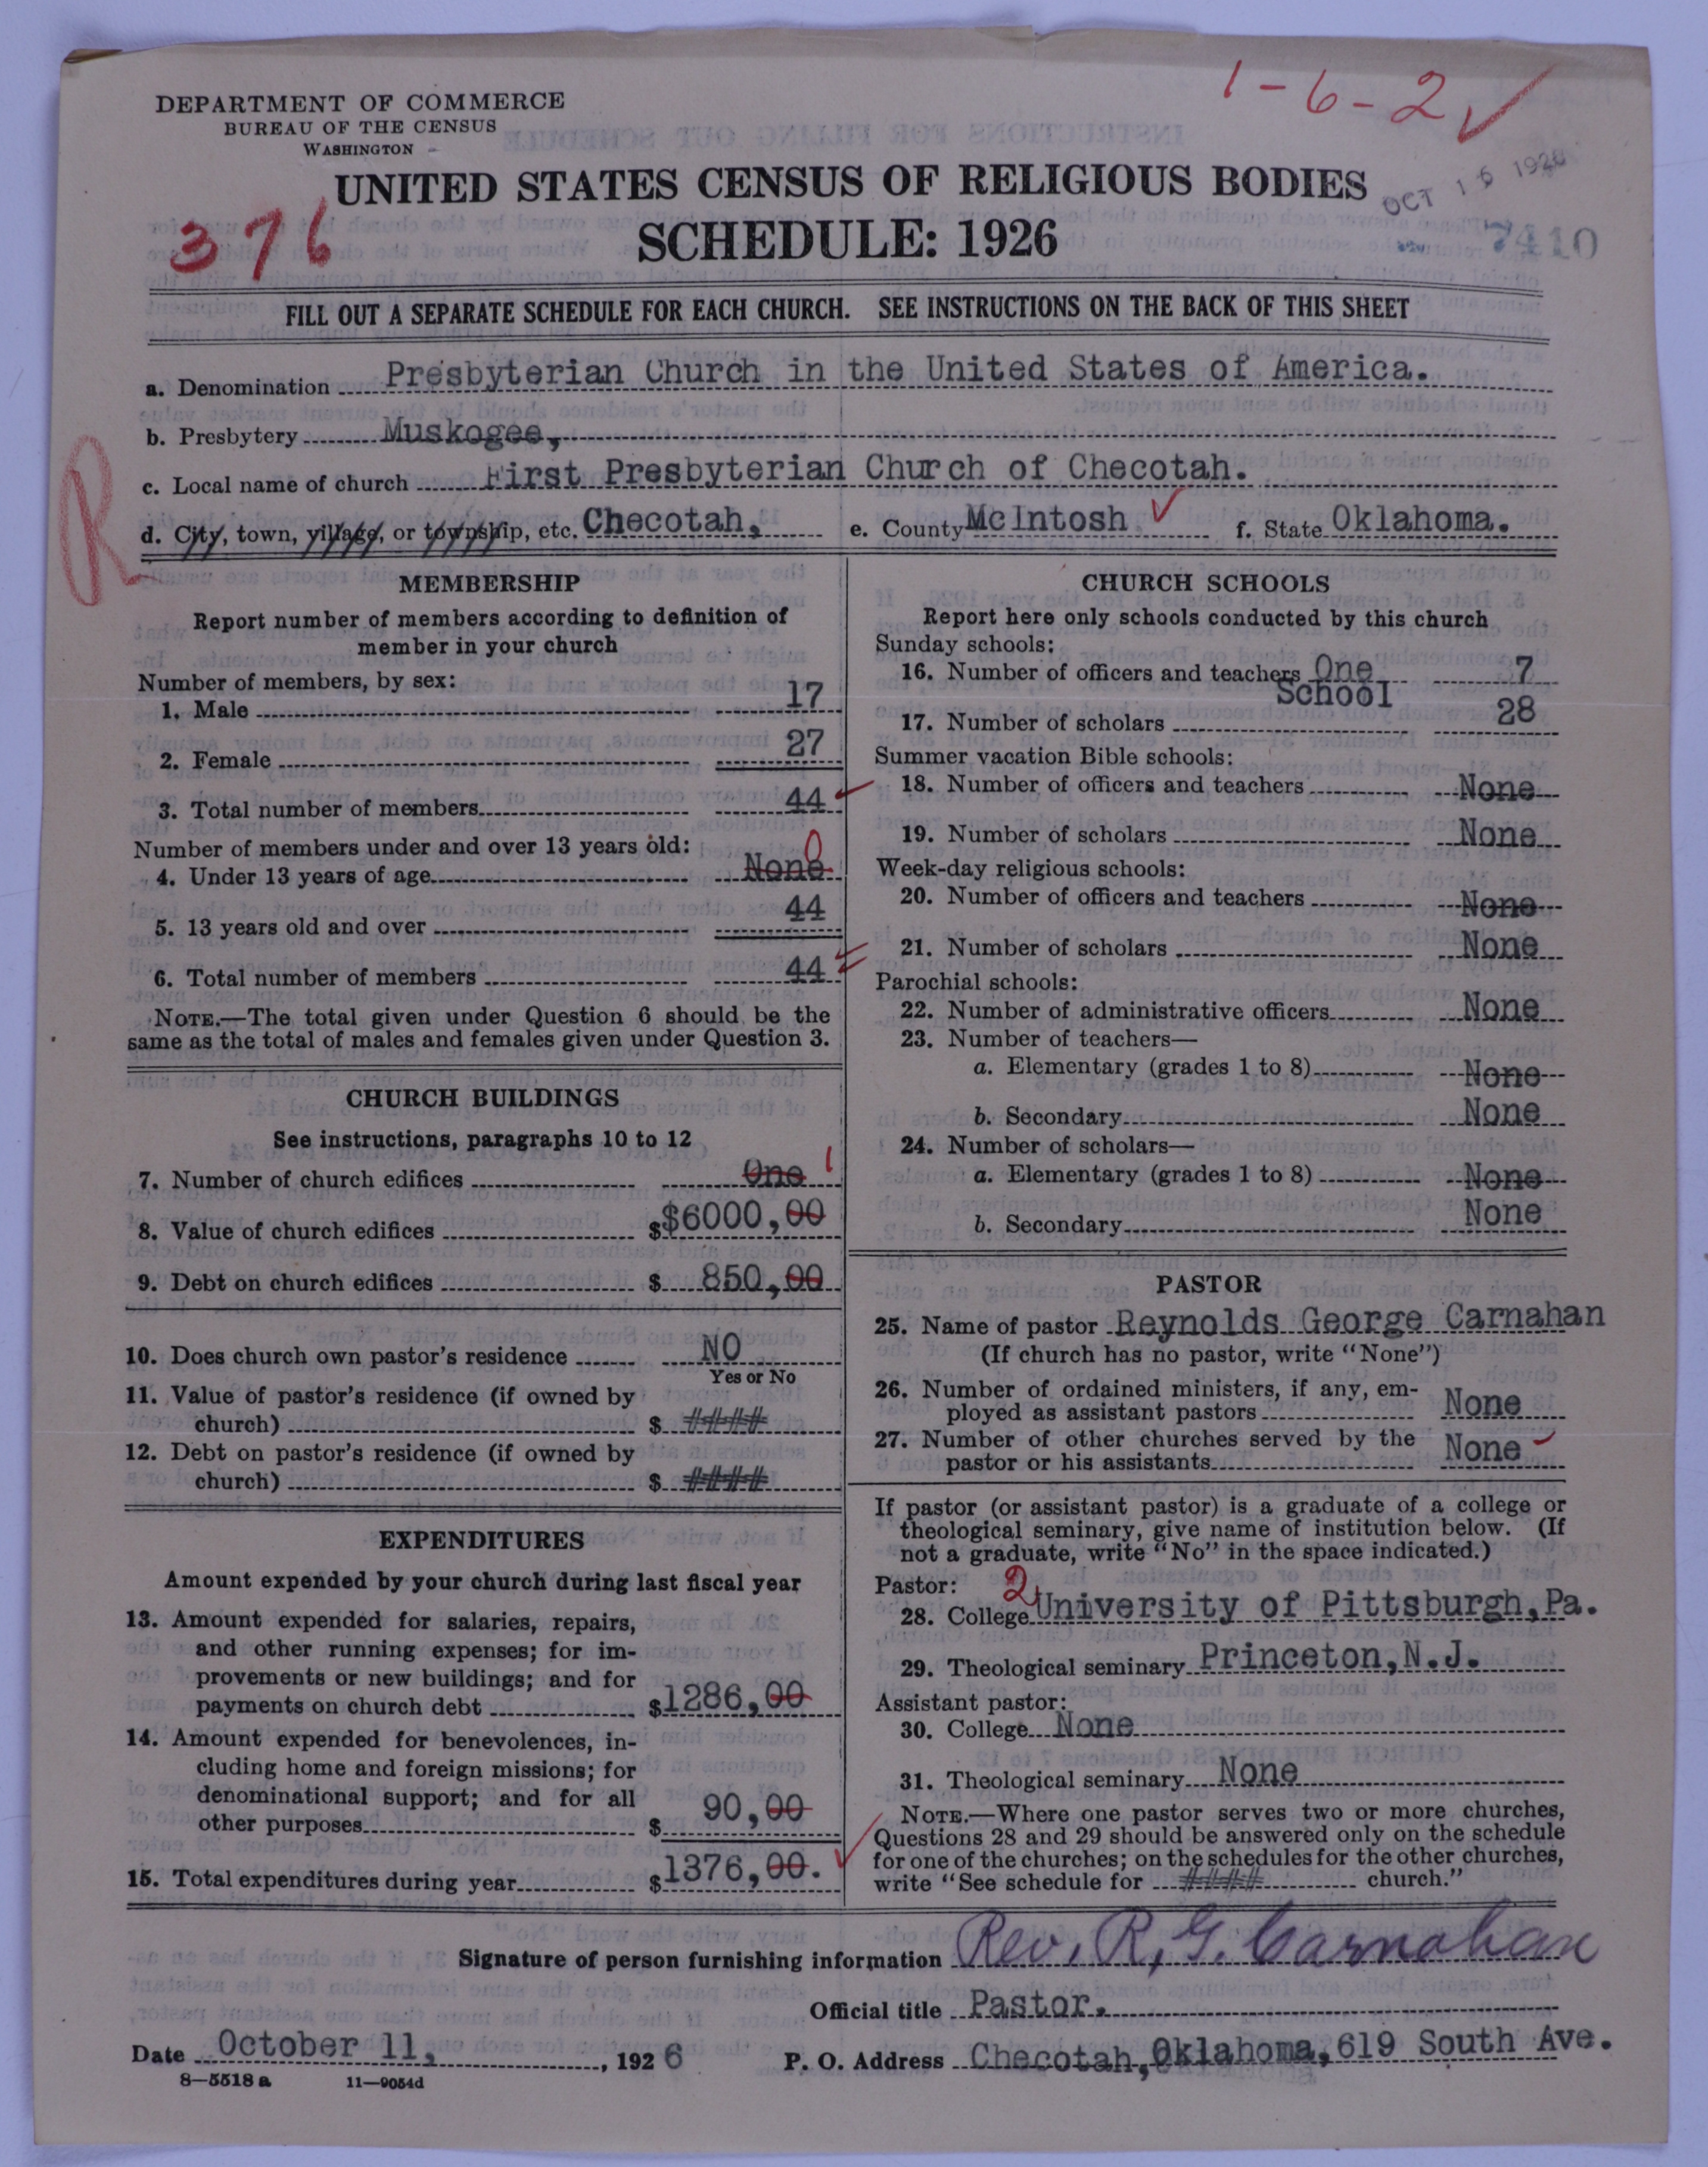 1-6-2 ✓
DEPARTMENT OF COMMERCE
BUREAU OF THE CENSUS
WASHINGTON
UNITED STATES CENSUS OF RELIGIOUS BODIES
OCT 15 1926
376
SCHEDULE: 1926
7410
FILL OUT A SEPARATE SCHEDULE FOR EACH CHURCH. SEE INSTRUCTIONS ON THE BACK OF THIS SHEET
a. Denomination Presbyterian Church in the United States of America.
b. Presbytery Muskogee,
R
c. Local name of church First Presbyterian Church of Checotah.
d. City, town, village, or township, etc. Checotah, e. County McIntosh ✓ f. State Oklahoma.
MEMBERSHIP
Report number of members according to definition of
member in your church
Number of members, by sex:
1. Male 17
2. Female 27
3. Total number of members 44
Number of members under and over 13 years old:
4. Under 13 years of age None 0
5. 13 years old and over 44
6. Total number of members 44
NOTE.—The total given under Question 6 should be the
same as the total of males and females given under Question 3.
CHURCH BUILDINGS
See instructions, paragraphs 10 to 12
7. Number of church edifices One 1
8. Value of church edifices $ $6000,00
9. Debt on church edifices $ 850,00
10. Does church own pastor's residence NO
Yes or No
11. Value of pastor's residence (if owned by
church) $ ####
12. Debt on pastor's residence (if owned by
church) $ ####
EXPENDITURES
Amount expended by your church during last fiscal year
13. Amount expended for salaries, repairs,
and other running expenses; for im-
provements or new buildings; and for
payments on church debt $1286,00
14. Amount expended for benevolences, in-
cluding home and foreign missions; for
denominational support; and for all
other purposes $ 90,00
15. Total expenditures during year $1376,00.
CHURCH SCHOOLS
Report here only schools conducted by this church
Sunday schools:
16. Number of officers and teachers One 7
School
17. Number of scholars 28
Summer vacation Bible schools:
18. Number of officers and teachers None
19. Number of scholars None
Week-day religious schools:
20. Number of officers and teachers None
21. Number of scholars None
Parochial schools:
22. Number of administrative officers None
23. Number of teachers—
a. Elementary (grades 1 to 8) None
b. Secondary None
24. Number of scholars—
a. Elementary (grades 1 to 8) None
b. Secondary None
PASTOR
25. Name of pastor Reynolds George Carnahan
(If church has no pastor, write "None")
26. Number of ordained ministers, if any, em-
ployed as assistant pastors None
27. Number of other churches served by the
pastor or his assistants None
If pastor (or assistant pastor) is a graduate of a college or
theological seminary, give name of institution below. (If
not a graduate, write "No" in the space indicated.)
Pastor: 2
28. College University of Pittsburgh, Pa.
29. Theological seminary Princeton, N.J.
Assistant pastor:
30. College None
31. Theological seminary None
NOTE.—Where one pastor serves two or more churches,
Questions 28 and 29 should be answered only on the schedule
for one of the churches; on the schedules for the other churches,
write "See schedule for #### church."
Signature of person furnishing information Rev. R. G. Carnahan
Official title Pastor.
Date October 11, , 1926 P. O. Address Checotah, Oklahoma, 619 South Ave.
8—5518 a 11—9054d